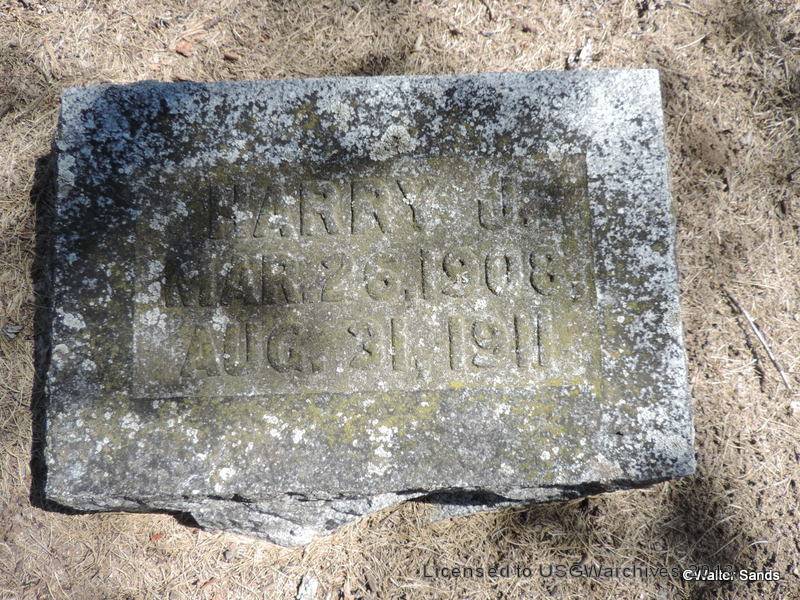 HARRY J.
MAR. 26, 1908.
AUG. 31, 1911
Licensed to USGWarchives
©Walter Sands